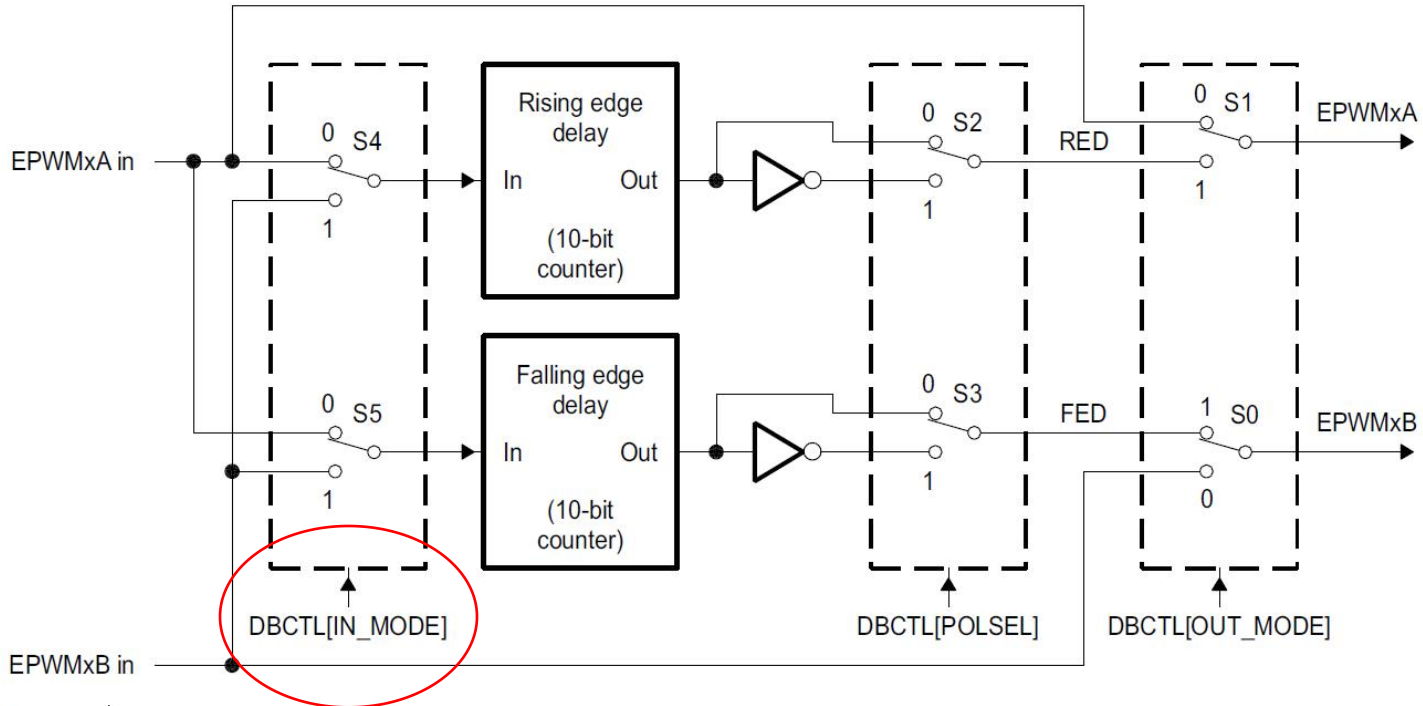 0 S1
EPWMxA
Rising edge
delay
0 S2
0 S4
EPWMxA in
RED
In Out
1
1
1
(10-bit
counter)
Falling edge
delay
0 S3
0 S5
1 S0
EPWMxB
FED
In Out
1
1
0
(10-bit
counter)
DBCTL[IN_MODE]
DBCTL[POLSEL]
DBCTL[OUT_MODE]
EPWMxB in